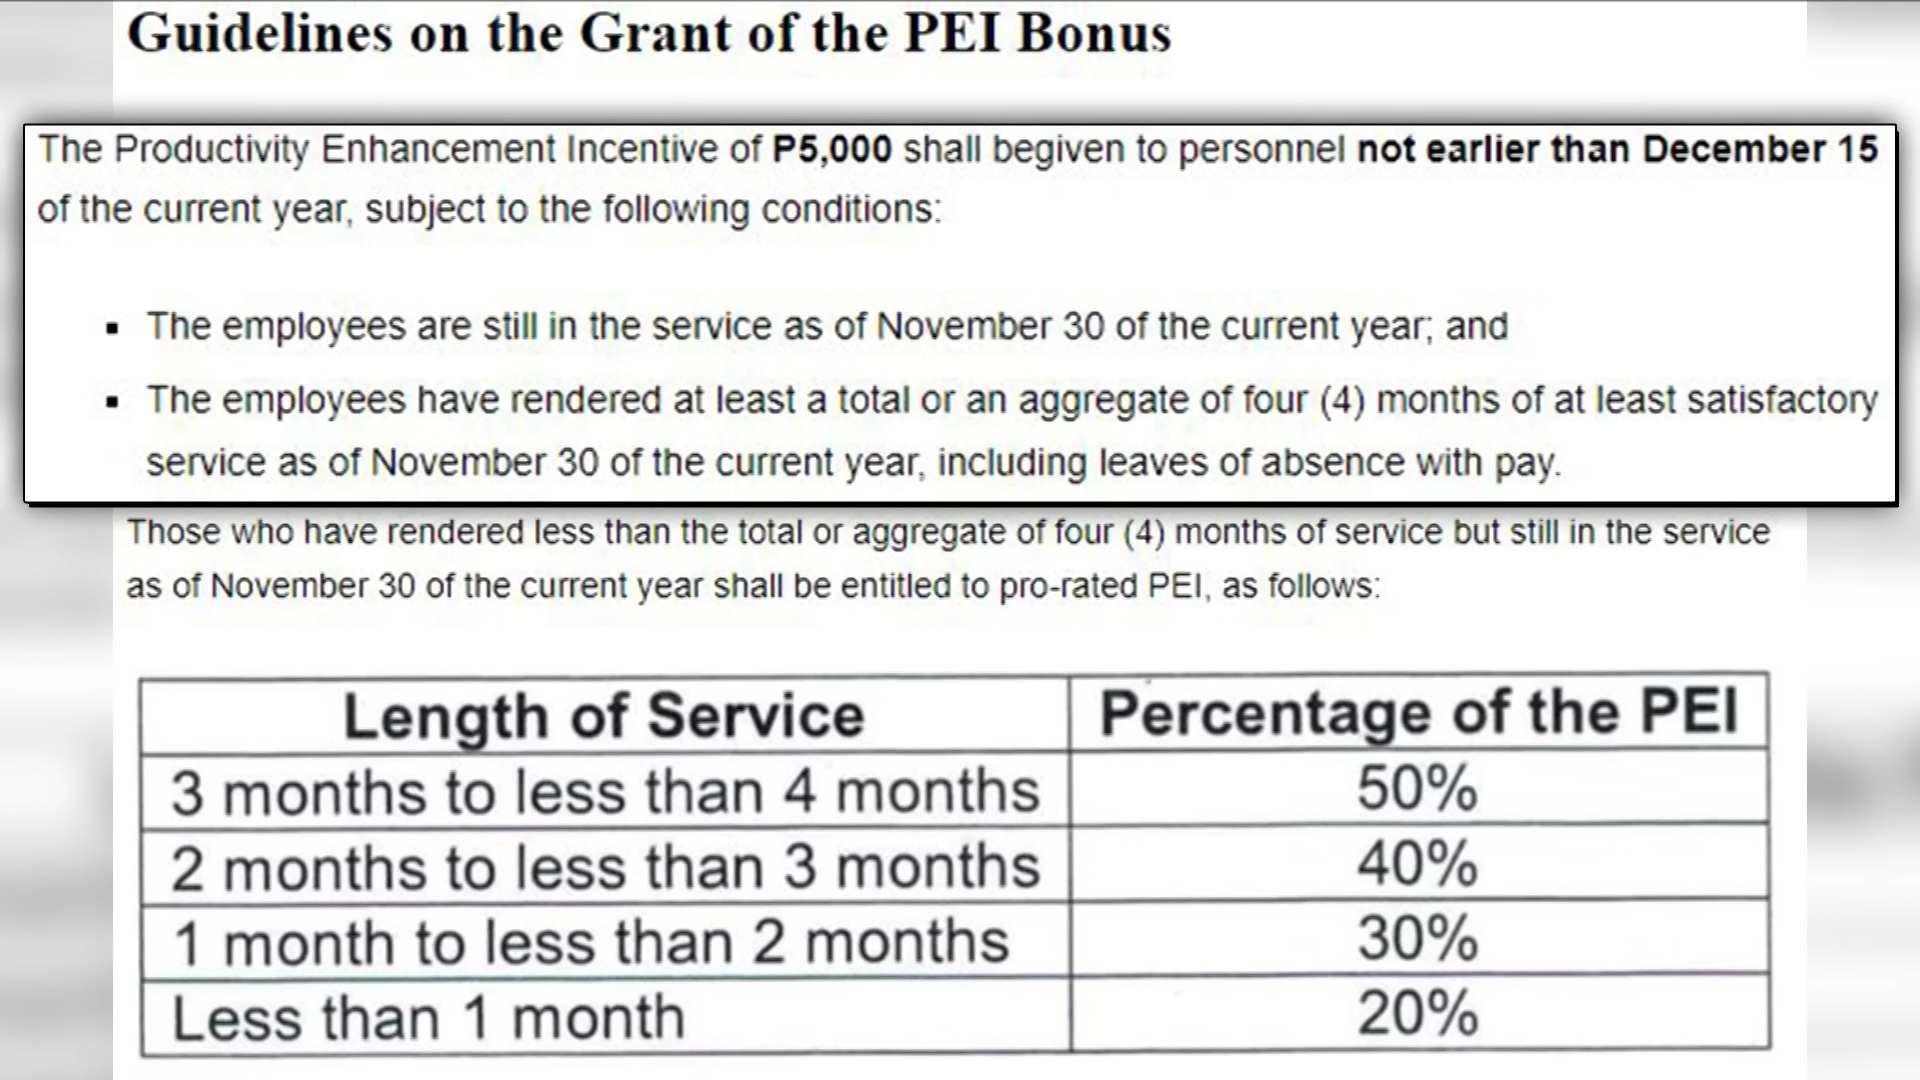 Guidelines on the Grant of the PEI Bonus
The Productivity Enhancement Incentive of P5,000 shall begiven to personnel not earlier than December 15
of the current year, subject to the following conditions:
▪ The employees are still in the service as of November 30 of the current year; and
▪ The employees have rendered at least a total or an aggregate of four (4) months of at least satisfactory
service as of November 30 of the current year, including leaves of absence with pay.
Those who have rendered less than the total or aggregate of four (4) months of service but still in the service
as of November 30 of the current year shall be entitled to pro-rated PEI, as follows:
Length of Service Percentage of the PEI
3 months to less than 4 months 50%
2 months to less than 3 months 40%
1 month to less than 2 months 30%
Less than 1 month 20%